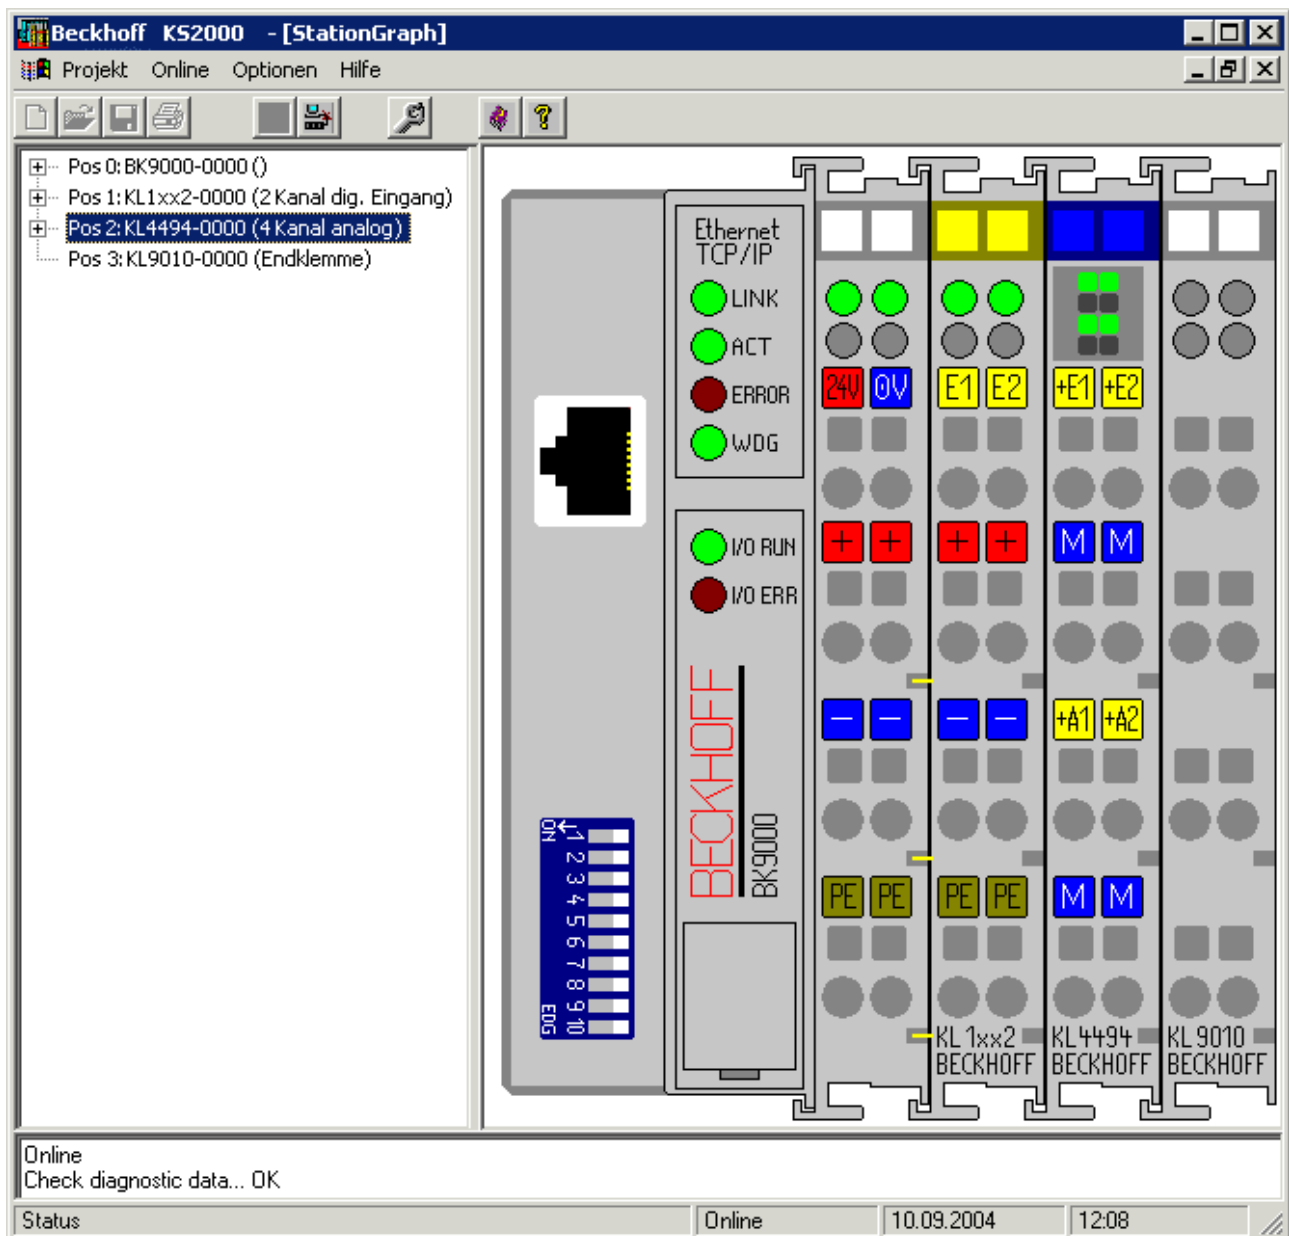 Beckhoff KS2000 - [StationGraph]
Projekt Online Optionen Hilfe
Pos 0: BK9000-0000 ()
Pos 1: KL1xx2-0000 (2 Kanal dig. Eingang)
Pos 2: KL4494-0000 (4 Kanal analog)
Pos 3: KL9010-0000 (Endklemme)
Ethernet
TCP/IP
LINK
ACT
ERROR
WDG
I/O RUN
I/O ERR
BECKHOFF
BK9000
ON
1
2
3
4
5
6
7
8
9
10
EDG
24V 0V E1 E2 +E1 +E2
+ + + + M M
− − − − +A1 +A2
PE PE PE PE M M
KL1xx2 KL4494 KL9010
BECKHOFF BECKHOFF BECKHOFF
Online
Check diagnostic data... OK
Status Online 10.09.2004 12:08